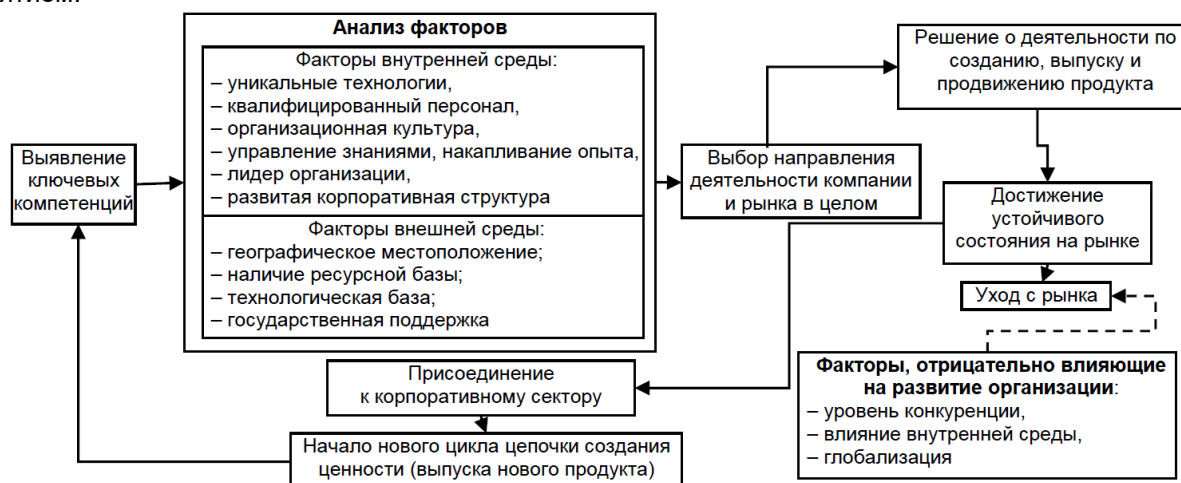 Анализ факторов
Факторы внутренней среды:
– уникальные технологии,
– квалифицированный персонал,
– организационная культура,
– управление знаниями, накапливание опыта,
– лидер организации,
– развитая корпоративная структура
Факторы внешней среды:
– географическое местоположение;
– наличие ресурсной базы;
– технологическая база;
– государственная поддержка
Выявление
ключевых
компетенций
Выбор направления
деятельности компании
и рынка в целом
Решение о деятельности по
созданию, выпуску и
продвижению продукта
Достижение
устойчивого
состояния на рынке
Уход с рынка
Факторы, отрицательно влияющие
на развитие организации:
– уровень конкуренции,
– влияние внутренней среды,
– глобализация
Присоединение
к корпоративному сектору
Начало нового цикла цепочки создания
ценности (выпуска нового продукта)